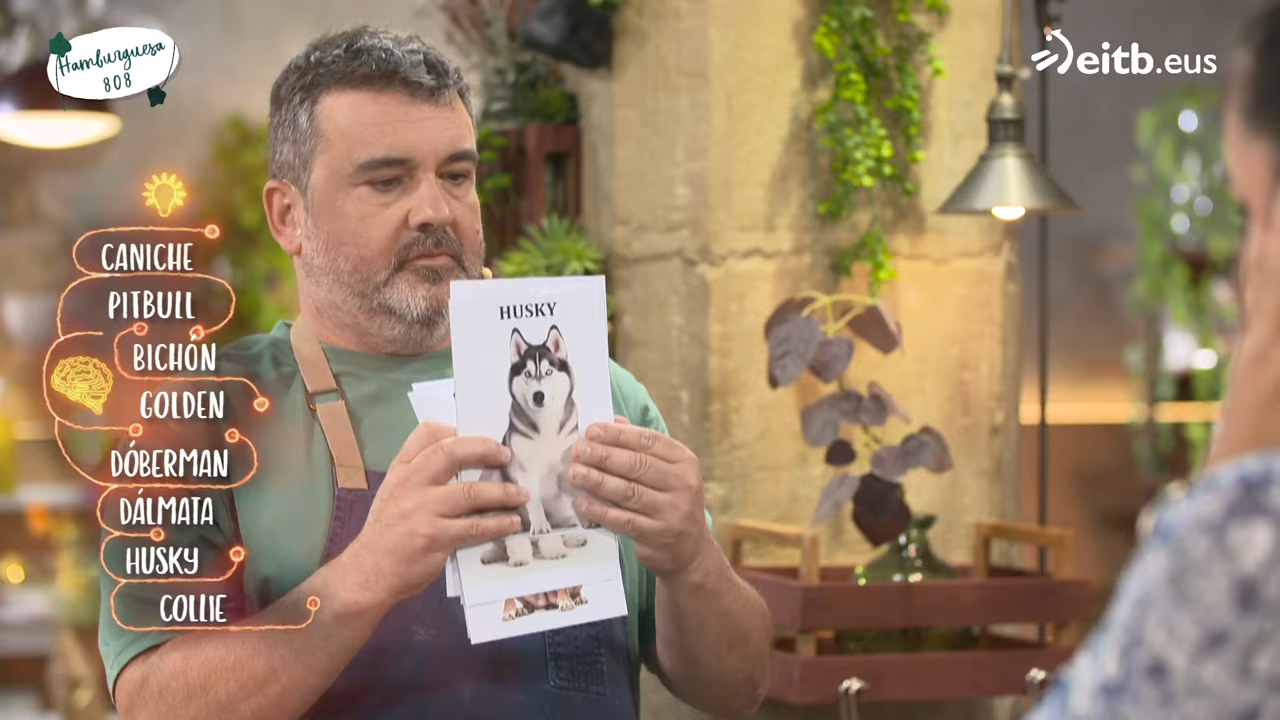 Hamburguesa
808
eitb.eus
CANICHE
PITBULL
BICHÓN
GOLDEN
DÓBERMAN
DÁLMATA
HUSKY
COLLIE
HUSKY